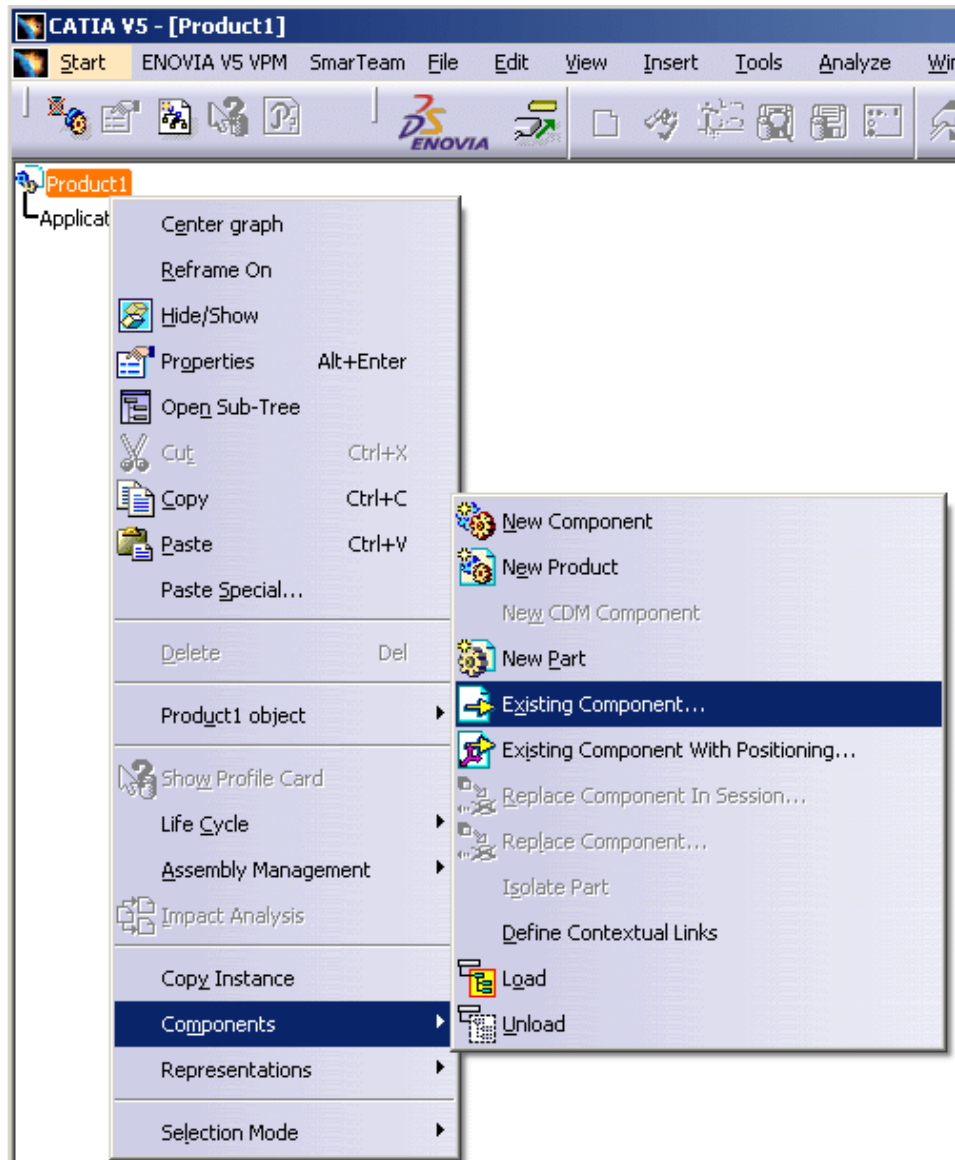 CATIA V5 - [Product1]
Start ENOVIA V5 VPM SmarTeam File Edit View Insert Tools Analyze
DS ENOVIA
Product1
Applicat
Center graph
Reframe On
Hide/Show
Properties Alt+Enter
Open Sub-Tree
Cut Ctrl+X
Copy Ctrl+C
Paste Ctrl+V
Paste Special...
Delete Del
Product1 object
Show Profile Card
Life Cycle
Assembly Management
Impact Analysis
Copy Instance
Components
Representations
Selection Mode
New Component
New Product
New CDM Component
New Part
Existing Component...
Existing Component With Positioning...
Replace Component In Session...
Replace Component...
Isolate Part
Define Contextual Links
Load
Unload